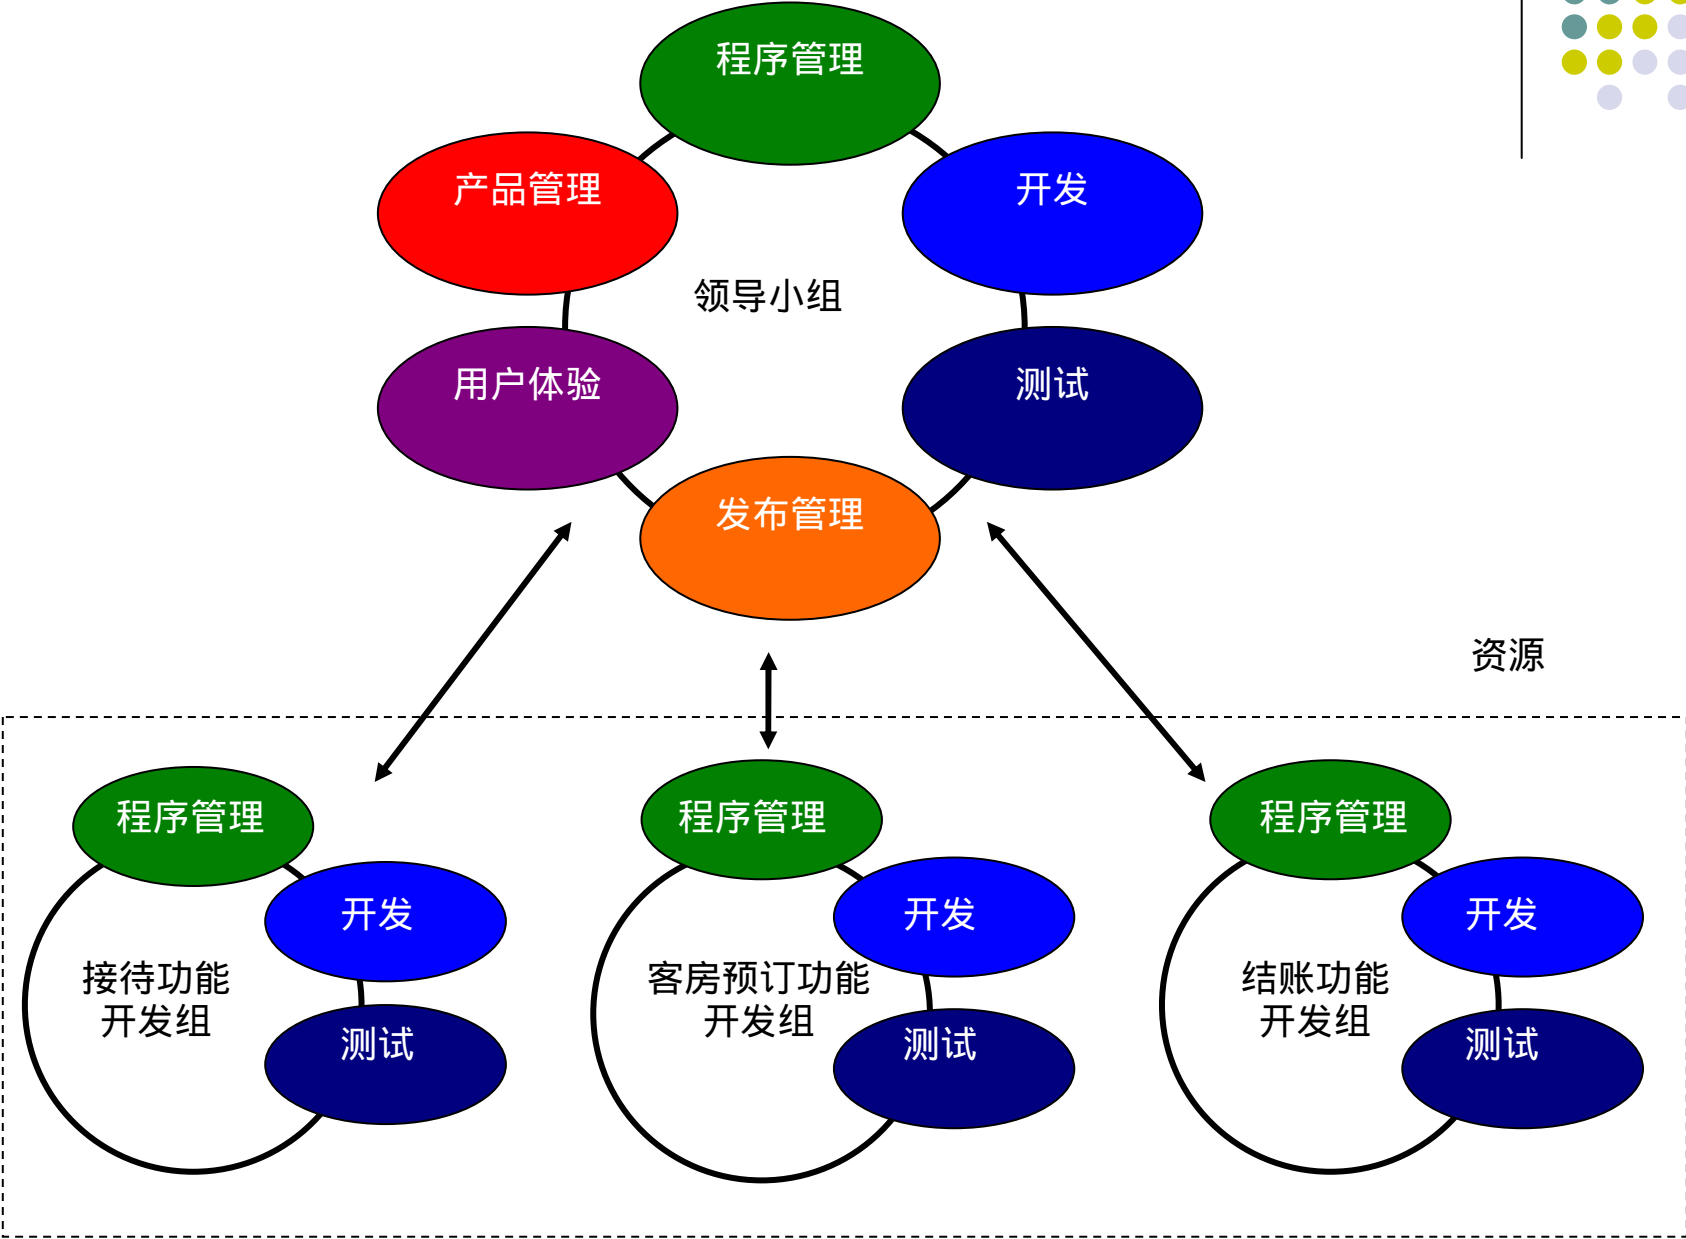 程序管理
产品管理
开发
领导小组
用户体验
测试
发布管理
资源
程序管理
开发
接待功能
开发组
测试
程序管理
开发
客房预订功能
开发组
测试
程序管理
开发
结账功能
开发组
测试